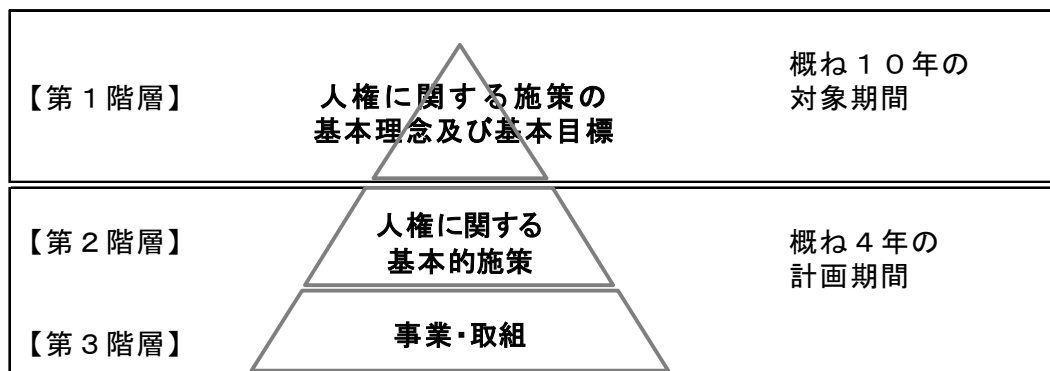 【第１階層】
人権に関する施策の
基本理念及び基本目標
概ね１０年の
対象期間
【第２階層】
人権に関する
基本的施策
概ね４年の
計画期間
【第３階層】
事業・取組